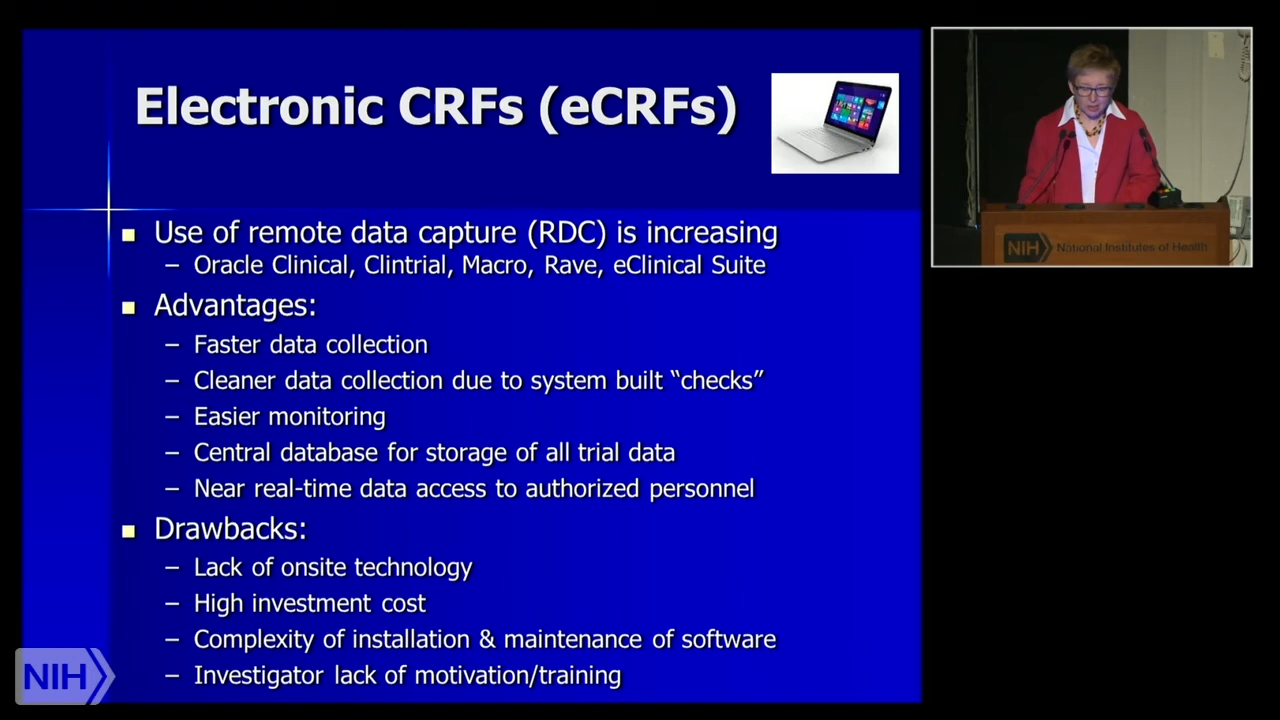 Electronic CRFs (eCRFs)
Use of remote data capture (RDC) is increasing
– Oracle Clinical, Clintrial, Macro, Rave, eClinical Suite
Advantages:
– Faster data collection
– Cleaner data collection due to system built “checks”
– Easier monitoring
– Central database for storage of all trial data
– Near real-time data access to authorized personnel
Drawbacks:
– Lack of onsite technology
– High investment cost
– Complexity of installation & maintenance of software
– Investigator lack of motivation/training
NIH
NIH National Institutes of Health